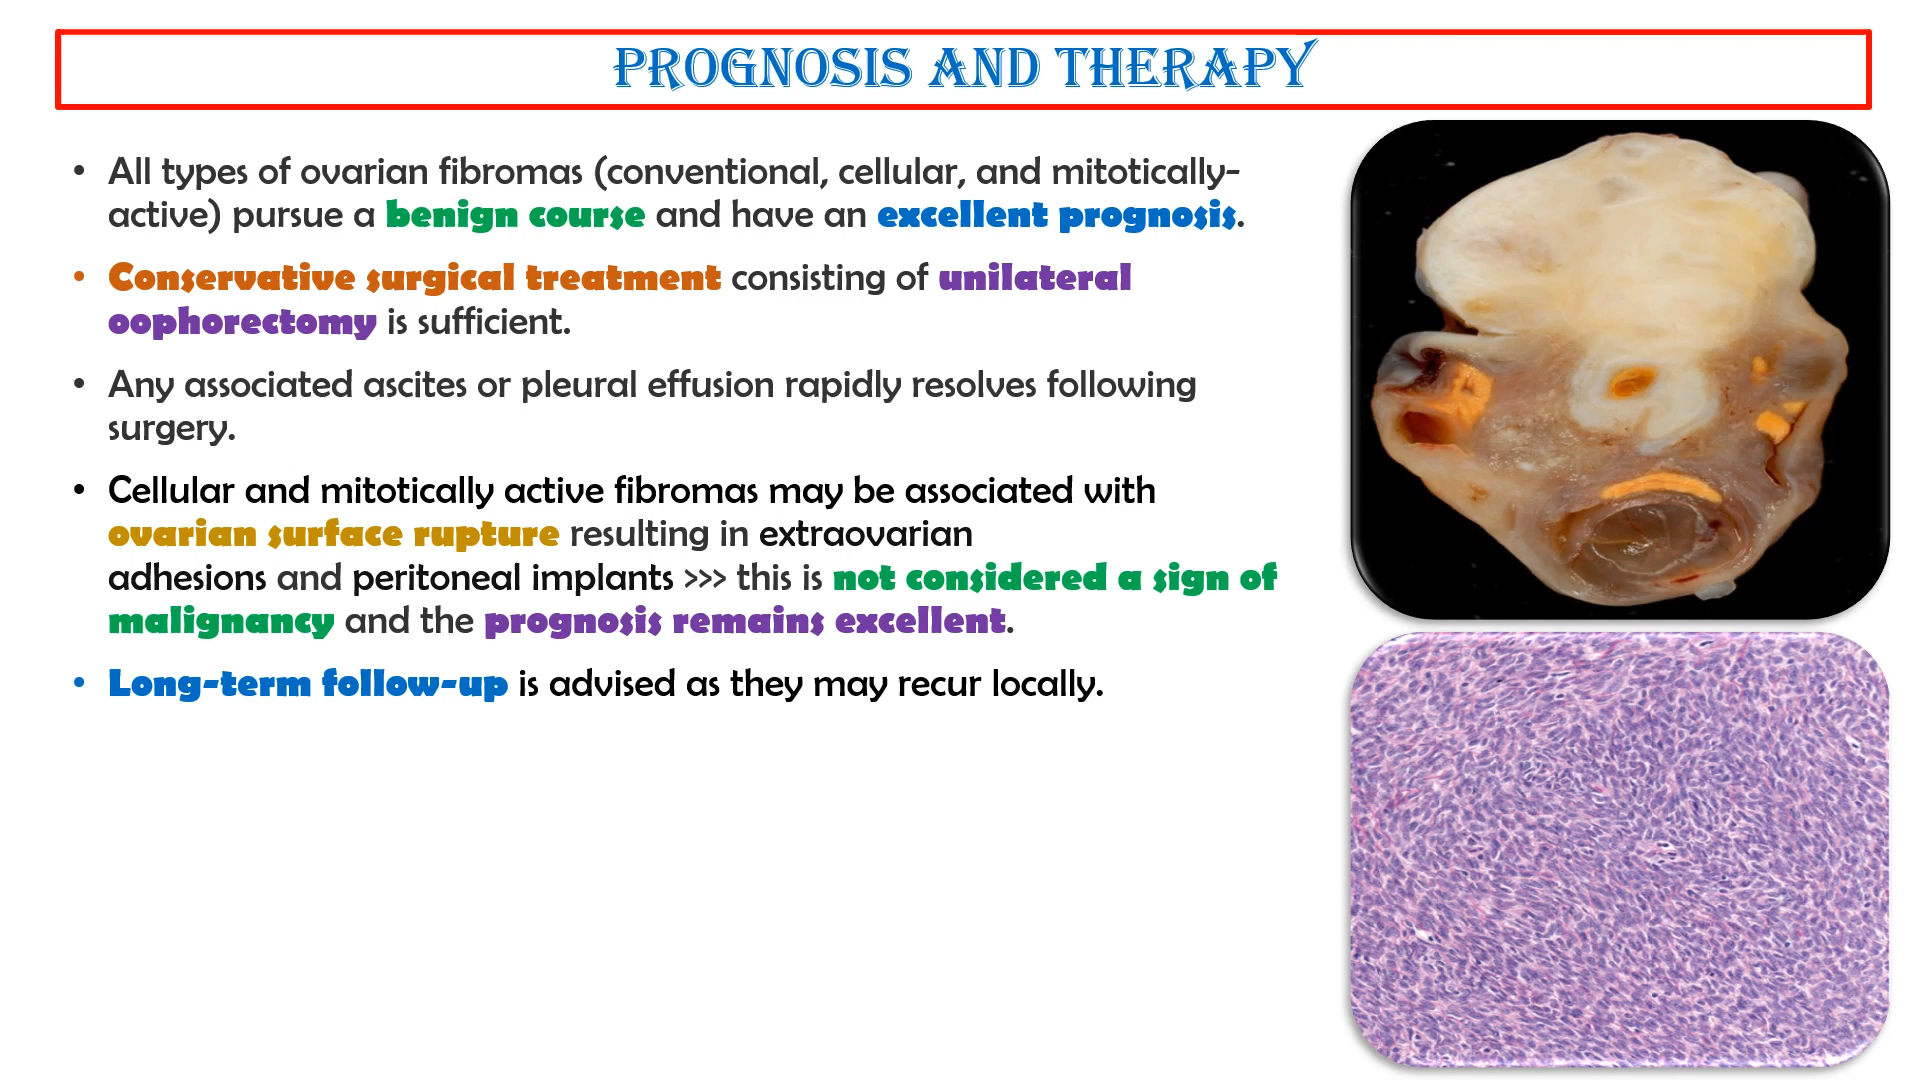 PROGNOSIS AND THERAPY
• All types of ovarian fibromas (conventional, cellular, and mitotically-
active) pursue a benign course and have an excellent prognosis.
• Conservative surgical treatment consisting of unilateral
oophorectomy is sufficient.
• Any associated ascites or pleural effusion rapidly resolves following
surgery.
• Cellular and mitotically active fibromas may be associated with
ovarian surface rupture resulting in extraovarian
adhesions and peritoneal implants >>> this is not considered a sign of
malignancy and the prognosis remains excellent.
• Long-term follow-up is advised as they may recur locally.